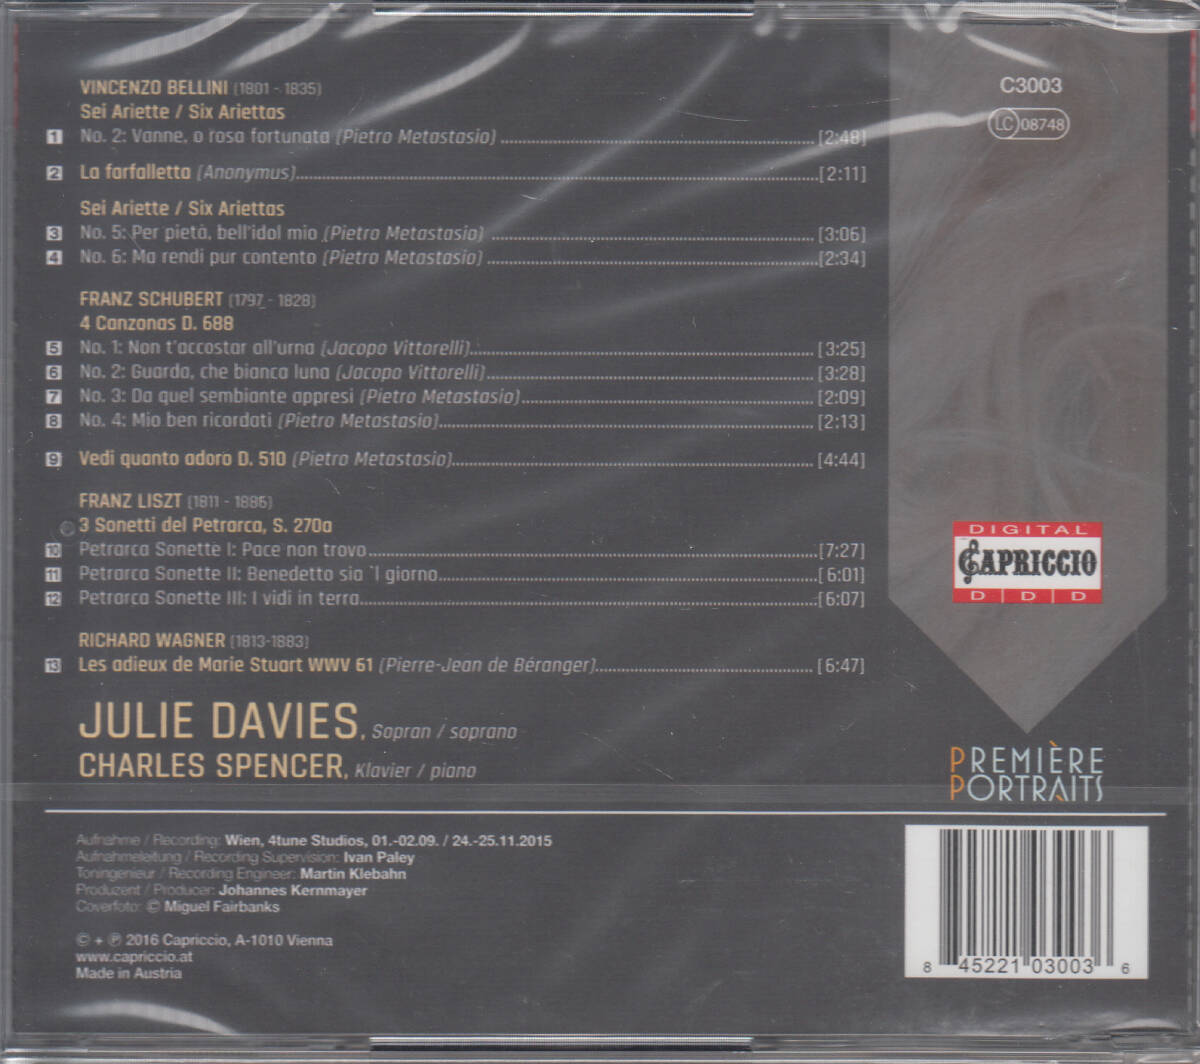 VINCENZO BELLINI (1801 - 1835)
Sei Ariette / Six Ariettas
1 No. 2: Vanne, o rosa fortunata (Pietro Metastasio) [2:48]
2 La farfalletta (Anonymus) [2:11]
Sei Ariette / Six Ariettas
3 No. 5: Per pietà, bell'idol mio (Pietro Metastasio) [3:06]
4 No. 6: Ma rendi pur contento (Pietro Metastasio) [2:34]
FRANZ SCHUBERT (1797 - 1828)
4 Canzonas D. 688
5 No. 1: Non t'accostar all'urna (Jacopo Vittorelli) [3:25]
6 No. 2: Guarda, che bianca luna (Jacopo Vittorelli) [3:28]
7 No. 3: Da quel sembiante appresi (Pietro Metastasio) [2:09]
8 No. 4: Mio ben ricordati (Pietro Metastasio) [2:13]
9 Vedi quanto adoro D. 510 (Pietro Metastasio) [4:44]
FRANZ LISZT (1811 - 1886)
3 Sonetti del Petrarca, S. 270a
10 Petrarca Sonette I: Pace non trovo [7:27]
11 Petrarca Sonette II: Benedetto sia `l giorno [6:01]
12 Petrarca Sonette III: I vidi in terra [6:07]
RICHARD WAGNER (1813-1883)
13 Les adieux de Marie Stuart WWV 61 (Pierre-Jean de Béranger) [6:47]
JULIE DAVIES, Sopran / soprano
CHARLES SPENCER, Klavier / piano
C3003
LC 08748
DIGITAL
CAPRICCIO
D | D | D
PREMIÈRE
PORTRAITS
Aufnahme / Recording: Wien, 4tune Studios, 01.-02.09. / 24.-25.11.2015
Aufnahmeleitung / Recording Supervision: Ivan Paley
Toningenieur / Recording Engineer: Martin Klebahn
Produzent / Producer: Johannes Kernmayer
Coverfoto: © Miguel Fairbanks
© + ℗ 2016 Capriccio, A-1010 Vienna
www.capriccio.at
Made in Austria
8 45221 03003 6